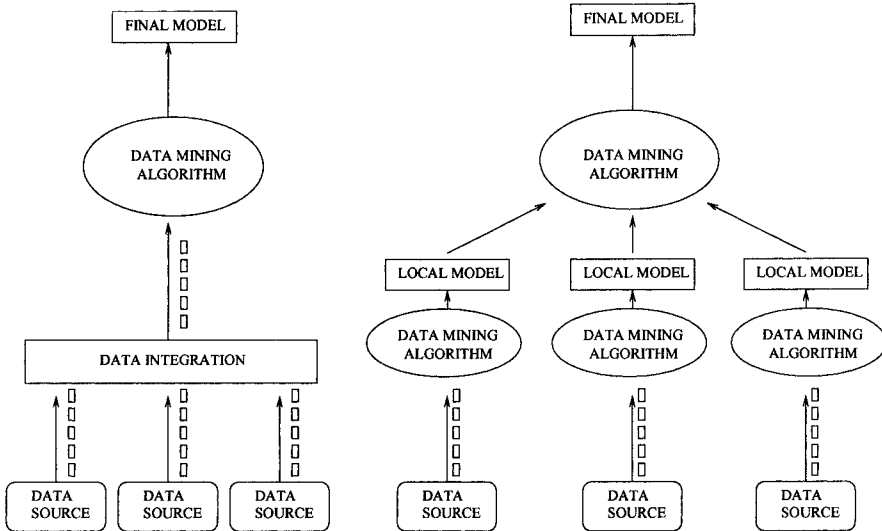 FINAL MODEL
DATA MINING
ALGORITHM
DATA INTEGRATION
DATA
SOURCE
DATA
SOURCE
DATA
SOURCE
FINAL MODEL
DATA MINING
ALGORITHM
LOCAL MODEL
LOCAL MODEL
LOCAL MODEL
DATA MINING
ALGORITHM
DATA MINING
ALGORITHM
DATA MINING
ALGORITHM
DATA
SOURCE
DATA
SOURCE
DATA
SOURCE